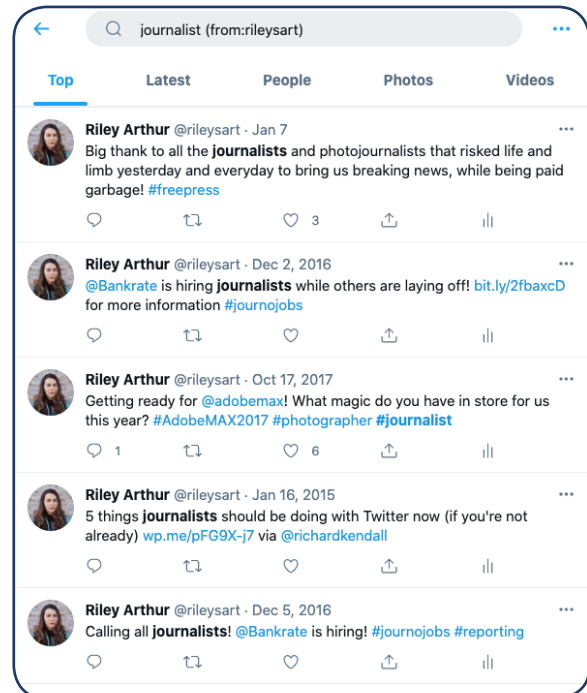 journalist (from:rileysart)
Top Latest People Photos Videos
Riley Arthur @rileysart · Jan 7
Big thank to all the journalists and photojournalists that risked life and
limb yesterday and everyday to bring us breaking news, while being paid
garbage! #freepress
3
Riley Arthur @rileysart · Dec 2, 2016
@Bankrate is hiring journalists while others are laying off! bit.ly/2fbaxcD
for more information #journojobs
Riley Arthur @rileysart · Oct 17, 2017
Getting ready for @adobemax! What magic do you have in store for us
this year? #AdobeMAX2017 #photographer #journalist
1 6
Riley Arthur @rileysart · Jan 16, 2015
5 things journalists should be doing with Twitter now (if you're not
already) wp.me/pFG9X-j7 via @richardkendall
Riley Arthur @rileysart · Dec 5, 2016
Calling all journalists! @Bankrate is hiring! #journojobs #reporting